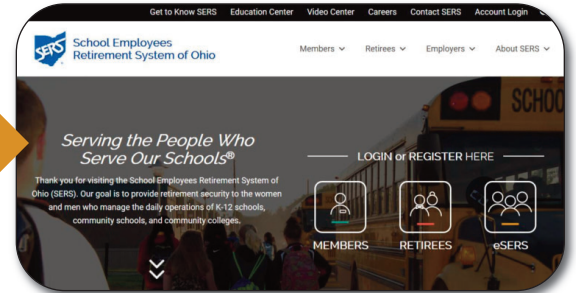 Get to Know SERS Education Center Video Center Careers Contact SERS Account Login
SERS
School Employees
Retirement System of Ohio
Members Retirees Employers About SERS
SCHOO
Serving the People Who
Serve Our Schools®
Thank you for visiting the School Employees Retirement System of
Ohio (SERS). Our goal is to provide retirement security to the women
and men who manage the daily operations of K-12 schools,
community schools, and community colleges.
LOGIN or REGISTER HERE
MEMBERS RETIREES eSERS